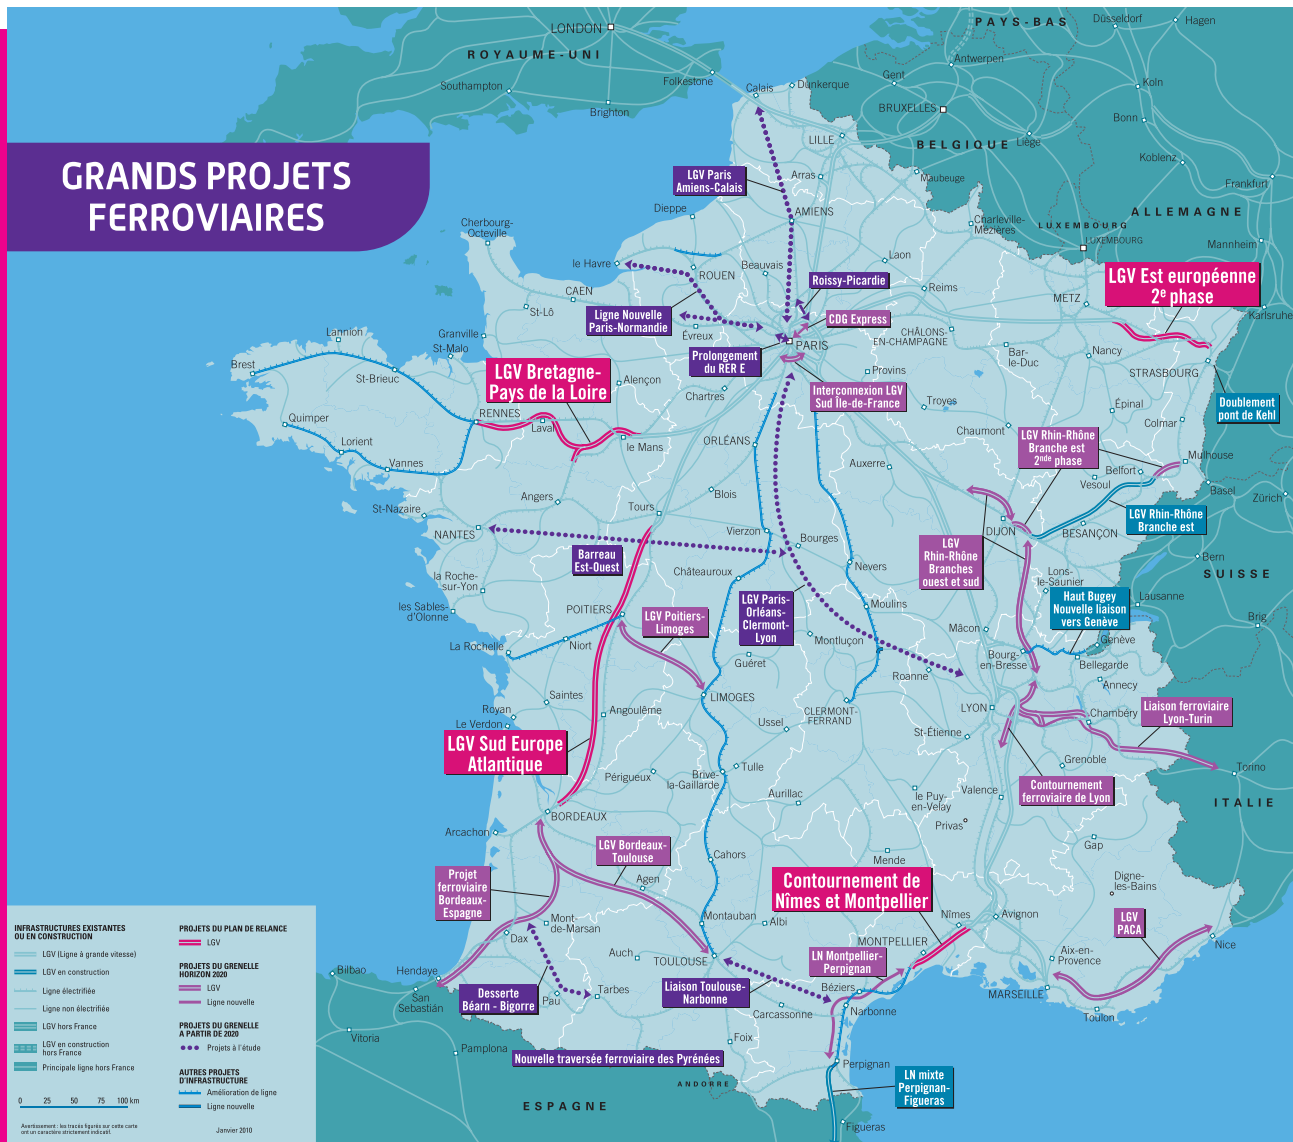 GRANDS PROJETS
FERROVIAIRES
LONDON
ROYAUME-UNI
Southampton
Folkestone
Brighton
PAYS-BAS
Düsseldorf
Hagen
Antwerpen
Gent
Koln
BRUXELLES
Bonn
BELGIQUE
Liège
Koblenz
Frankfurt
ALLEMAGNE
LUXEMBOURG
LUXEMBOURG
Mannheim
Karlsruhe
Calais
Dunkerque
LILLE
Arras
Maubeuge
LGV Paris
Amiens-Calais
Dieppe
AMIENS
Charleville-
Mézières
Cherbourg-
Octeville
le Havre
ROUEN
Beauvais
Laon
Roissy-Picardie
Reims
METZ
LGV Est européenne
2e phase
CAEN
St-Lô
Ligne Nouvelle
Paris-Normandie
Évreux
CDG Express
CHÂLONS-
EN-CHAMPAGNE
Lannion
Granville
St-Malo
Prolongement
du RER E
PARIS
Bar-
le-Duc
Nancy
STRASBOURG
Brest
St-Brieuc
LGV Bretagne-
Pays de la Loire
Alençon
Chartres
Provins
Interconnexion LGV
Sud Île-de-France
Troyes
Épinal
Doublement
pont de Kehl
Quimper
RENNES
Laval
le Mans
ORLÉANS
Chaumont
LGV Rhin-Rhône
Branche est
2nde phase
Colmar
Lorient
Vannes
Auxerre
Belfort
Mulhouse
Vesoul
Basel
Zürich
Angers
Blois
St-Nazaire
Tours
LGV Rhin-Rhône
Branche est
NANTES
Vierzon
Bourges
DIJON
BESANÇON
Barreau
Est-Ouest
LGV
Rhin-Rhône
Branches
ouest et sud
Bern
SUISSE
la Roche-
sur-Yon
Châteauroux
Nevers
Lons-
le-Saunier
Haut Bugey
Nouvelle liaison
vers Genève
Lausanne
les Sables-
d'Olonne
POITIERS
LGV Poitiers-
Limoges
LGV Paris-
Orléans-
Clermont-
Lyon
Moulins
Brig
Mâcon
Genève
La Rochelle
Niort
Montluçon
Bourg-
en-Bresse
Bellegarde
Guéret
Roanne
Annecy
Saintes
LIMOGES
Royan
Le Verdon
Angoulême
CLERMONT-
FERRAND
LYON
Chambéry
Liaison ferroviaire
Lyon-Turin
Ussel
St-Étienne
LGV Sud Europe
Atlantique
Périgueux
Brive-
la-Gaillarde
Tulle
Grenoble
Torino
Aurillac
le Puy-
en-Velay
Valence
Contournement
ferroviaire de Lyon
ITALIE
BORDEAUX
Arcachon
Privas
LGV Bordeaux-
Toulouse
Cahors
Mende
Gap
Projet
ferroviaire
Bordeaux-
Espagne
Agen
Contournement de
Nîmes et Montpellier
Digne-
les-Bains
Mont-
de-Marsan
Montauban
Albi
Nîmes
Avignon
LGV
PACA
Dax
Auch
TOULOUSE
MONTPELLIER
LN Montpellier-
Perpignan
Aix-en-
Provence
Nice
Bilbao
Hendaye
San
Sebastián
Desserte
Béarn - Bigorre
Pau
Tarbes
Liaison Toulouse-
Narbonne
Béziers
MARSEILLE
Carcassonne
Narbonne
Toulon
Vitoria
Pamplona
Foix
Nouvelle traversée ferroviaire des Pyrénées
Perpignan
ANDORRE
LN mixte
Perpignan-
Figueras
ESPAGNE
Figueras
INFRASTRUCTURES EXISTANTES
OU EN CONSTRUCTION
LGV (Ligne à grande vitesse)
LGV en construction
Ligne électrifiée
Ligne non électrifiée
LGV hors France
LGV en construction
hors France
Principale ligne hors France
0 25 50 75 100 km
Avertissement : les tracés figurés sur cette carte
ont un caractère strictement indicatif.
PROJETS DU PLAN DE RELANCE
LGV
PROJETS DU GRENELLE
HORIZON 2020
LGV
Ligne nouvelle
PROJETS DU GRENELLE
A PARTIR DE 2020
Projets à l'étude
AUTRES PROJETS
D'INFRASTRUCTURE
Amélioration de ligne
Ligne nouvelle
Janvier 2010